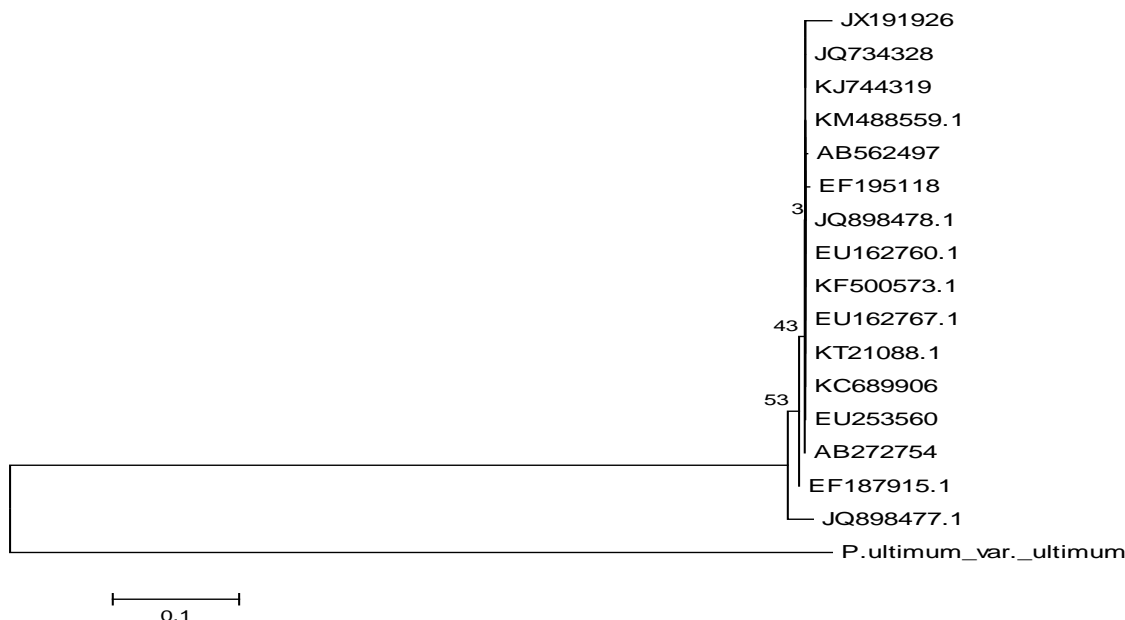 JX191926
JQ734328
KJ744319
KM488559.1
AB562497
EF195118
3
JQ898478.1
EU162760.1
KF500573.1
EU162767.1
43
KT21088.1
KC689906
53
EU253560
AB272754
EF187915.1
JQ898477.1
P.ultimum_var._ultimum
0.1